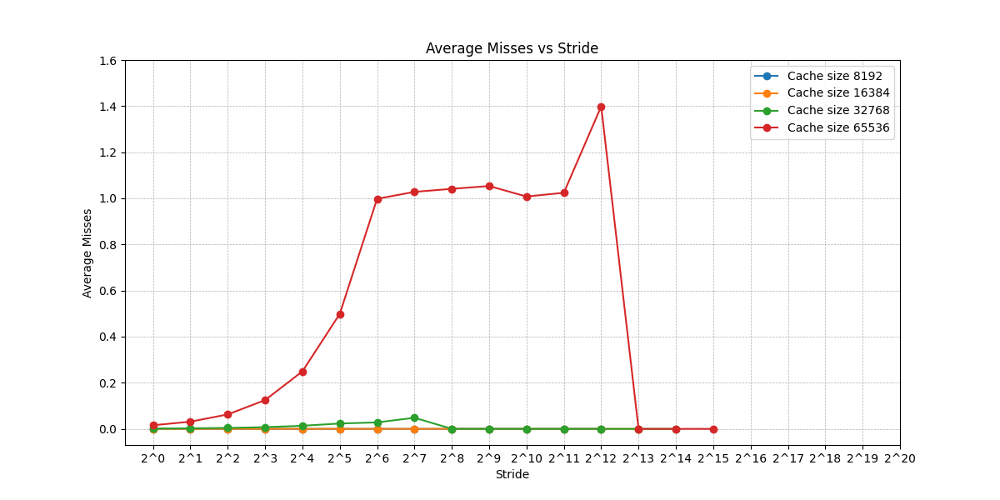 Average Misses vs Stride
1.6
1.4
1.2
1.0
0.8
0.6
0.4
0.2
0.0
Average Misses
Cache size 8192
Cache size 16384
Cache size 32768
Cache size 65536
2^0 2^1 2^2 2^3 2^4 2^5 2^6 2^7 2^8 2^9 2^10 2^11 2^12 2^13 2^14 2^15 2^16 2^17 2^18 2^19 2^20
Stride